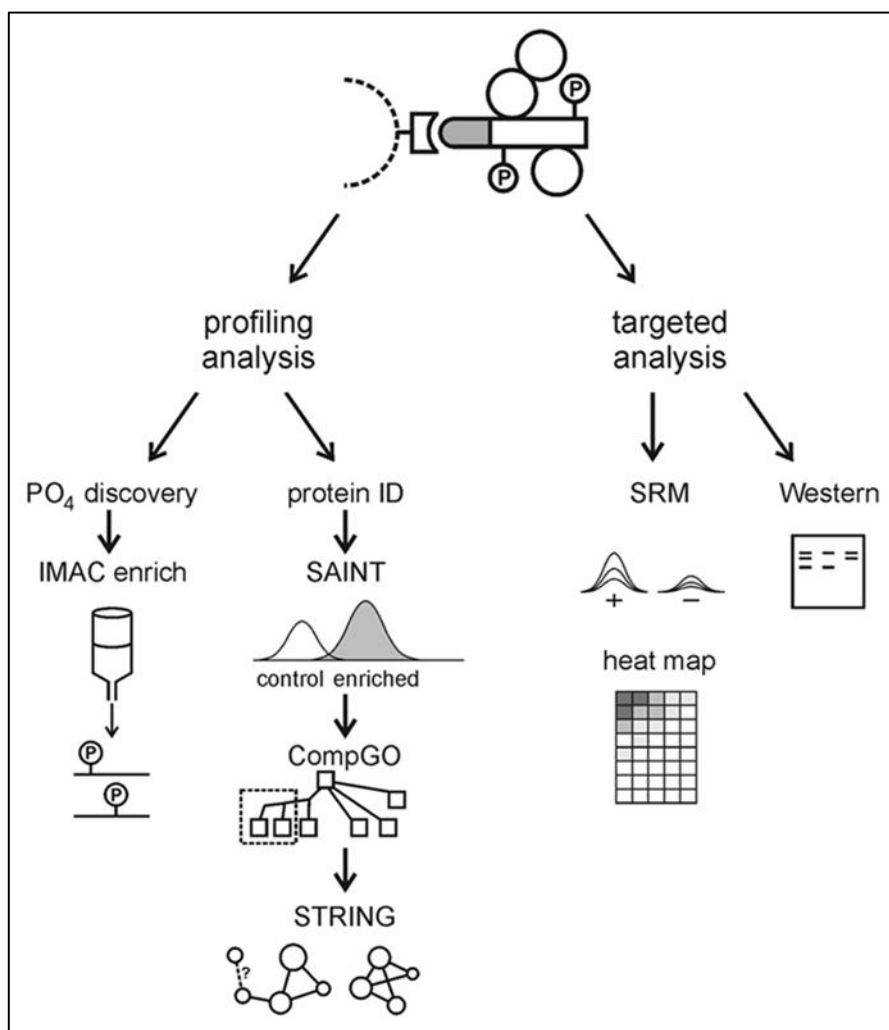 P
P
profiling
analysis
targeted
analysis
PO4 discovery
protein ID
SRM
Western
IMAC enrich
SAINT
+
−
control enriched
heat map
P
P
CompGO
STRING
?